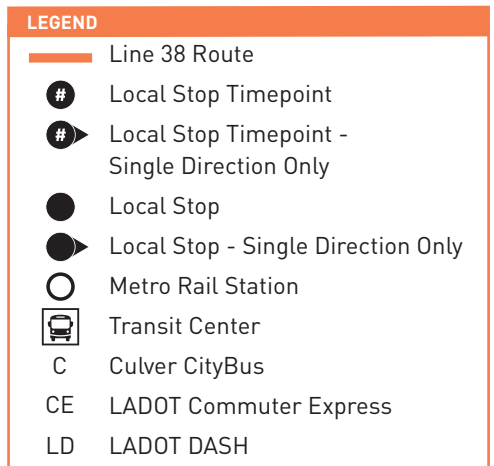 LEGEND
Line 38 Route
# Local Stop Timepoint
# Local Stop Timepoint -
Single Direction Only
Local Stop
Local Stop - Single Direction Only
Metro Rail Station
Transit Center
C Culver CityBus
CE LADOT Commuter Express
LD LADOT DASH